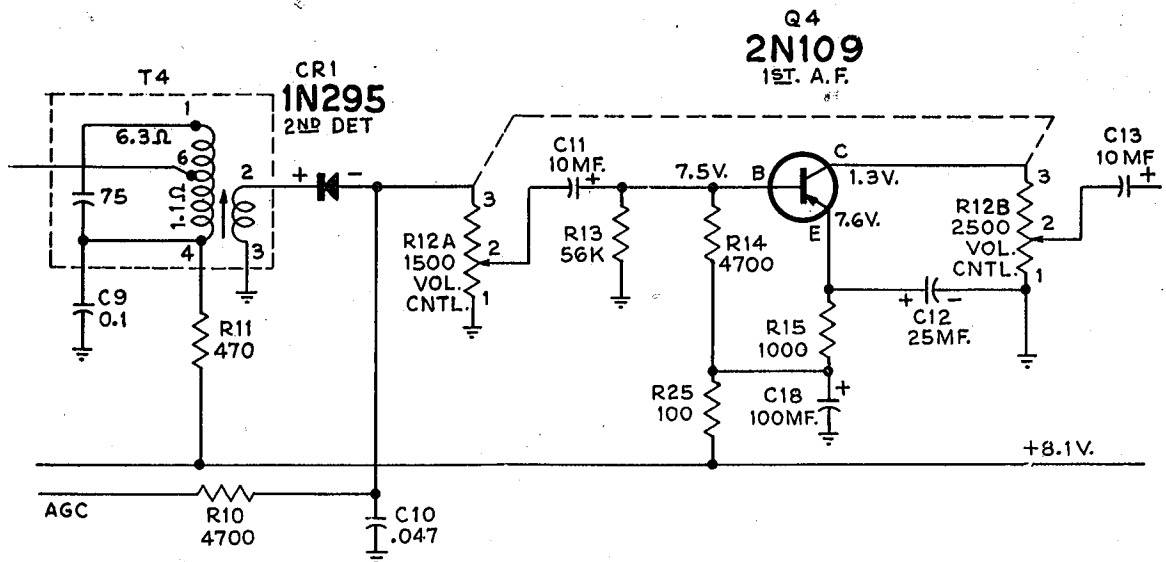 Q4
2N109
1ST. A.F.
T4
CR1
1N295
2ND DET
1
6.3Ω
6
1.1Ω
75
2
3
4
+
-
C9
0.1
R11
470
3
R12A
1500
VOL.
CNTL.
2
1
C11
10MF.
+
R13
56K
7.5V.
B
C
1.3V.
E
7.6V.
R14
4700
R15
1000
+
C12
25MF.
-
C13
10MF
+
3
R12B
2500
VOL.
CNTL.
2
1
R25
100
C18
100MF.
+
+8.1V.
AGC
R10
4700
C10
.047